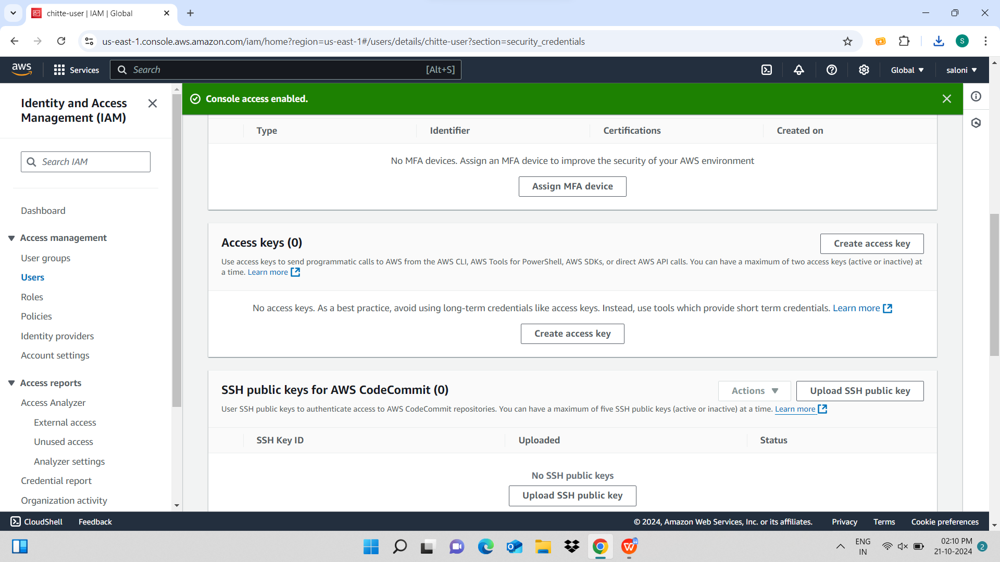 chitte-user | IAM | Global
us-east-1.console.aws.amazon.com/iam/home?region=us-east-1#/users/details/chitte-user?section=security_credentials
S
aws
Services
Search
[Alt+S]
Global
saloni
Identity and Access
Management (IAM)
Search IAM
Dashboard
Access management
User groups
Users
Roles
Policies
Identity providers
Account settings
Access reports
Access Analyzer
External access
Unused access
Analyzer settings
Credential report
Organization activity
Console access enabled.
Type Identifier Certifications Created on
No MFA devices. Assign an MFA device to improve the security of your AWS environment
Assign MFA device
Access keys (0)
Create access key
Use access keys to send programmatic calls to AWS from the AWS CLI, AWS Tools for PowerShell, AWS SDKs, or direct AWS API calls. You can have a maximum of two access keys (active or inactive) at
a time. Learn more
No access keys. As a best practice, avoid using long-term credentials like access keys. Instead, use tools which provide short term credentials. Learn more
Create access key
SSH public keys for AWS CodeCommit (0)
Actions
Upload SSH public key
User SSH public keys to authenticate access to AWS CodeCommit repositories. You can have a maximum of five SSH public keys (active or inactive) at a time. Learn more
SSH Key ID Uploaded Status
No SSH public keys
Upload SSH public key
CloudShell Feedback © 2024, Amazon Web Services, Inc. or its affiliates. Privacy Terms Cookie preferences
ENG
IN
02:10 PM
21-10-2024
2